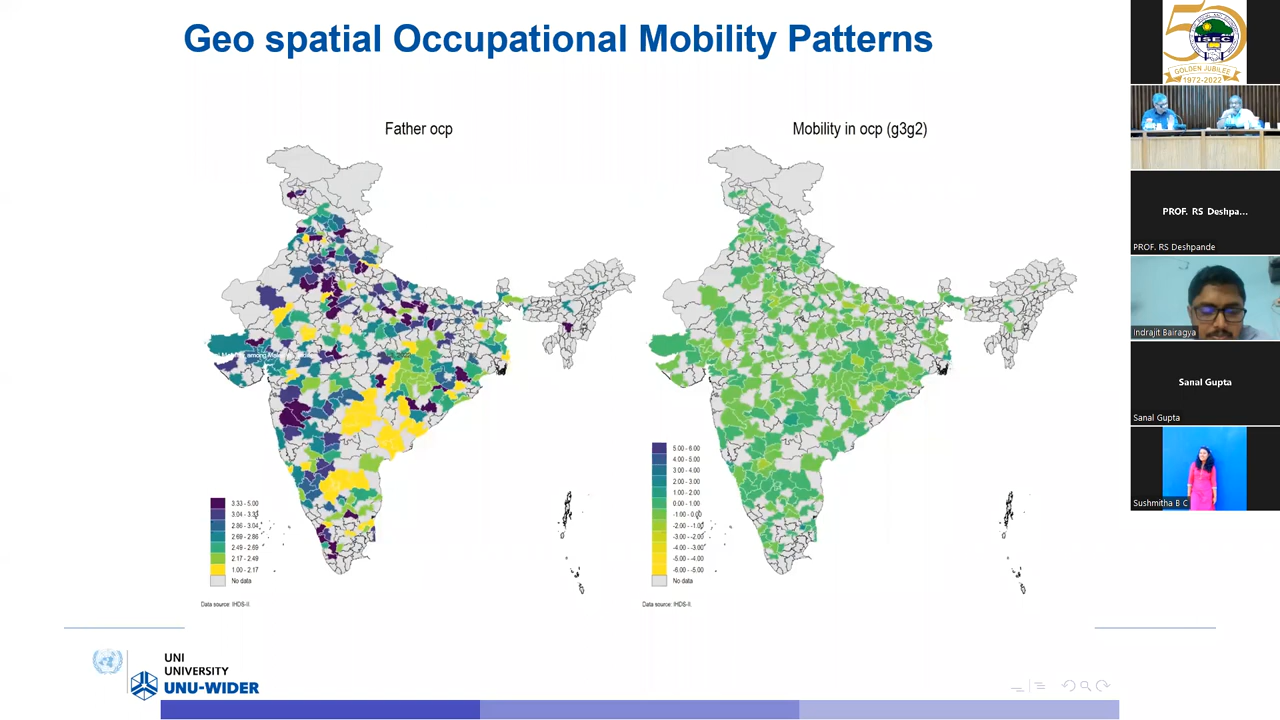 Geo spatial Occupational Mobility Patterns
Father ocp
3.33 - 5.00
3.04 - 3.33
2.86 - 3.04
2.69 - 2.86
2.49 - 2.69
2.17 - 2.49
1.00 - 2.17
No data
Data source: IHDS-II
Mobility in ocp (g3g2)
5.00 - 6.00
4.00 - 5.00
3.00 - 4.00
2.00 - 3.00
1.00 - 2.00
0.00 - 1.00
-1.00 - 0.00
-2.00 - -1.00
-3.00 - -2.00
-4.00 - -3.00
-5.00 - -4.00
-6.00 - -5.00
No data
Data source: IHDS-II
UNI
UNIVERSITY
UNU-WIDER
50
ISEC
GOLDEN JUBILEE
1972-2022
PROF. RS Deshpa...
PROF. RS Deshpande
Indrajit Bairagya
Sanal Gupta
Sanal Gupta
Sushmitha B C